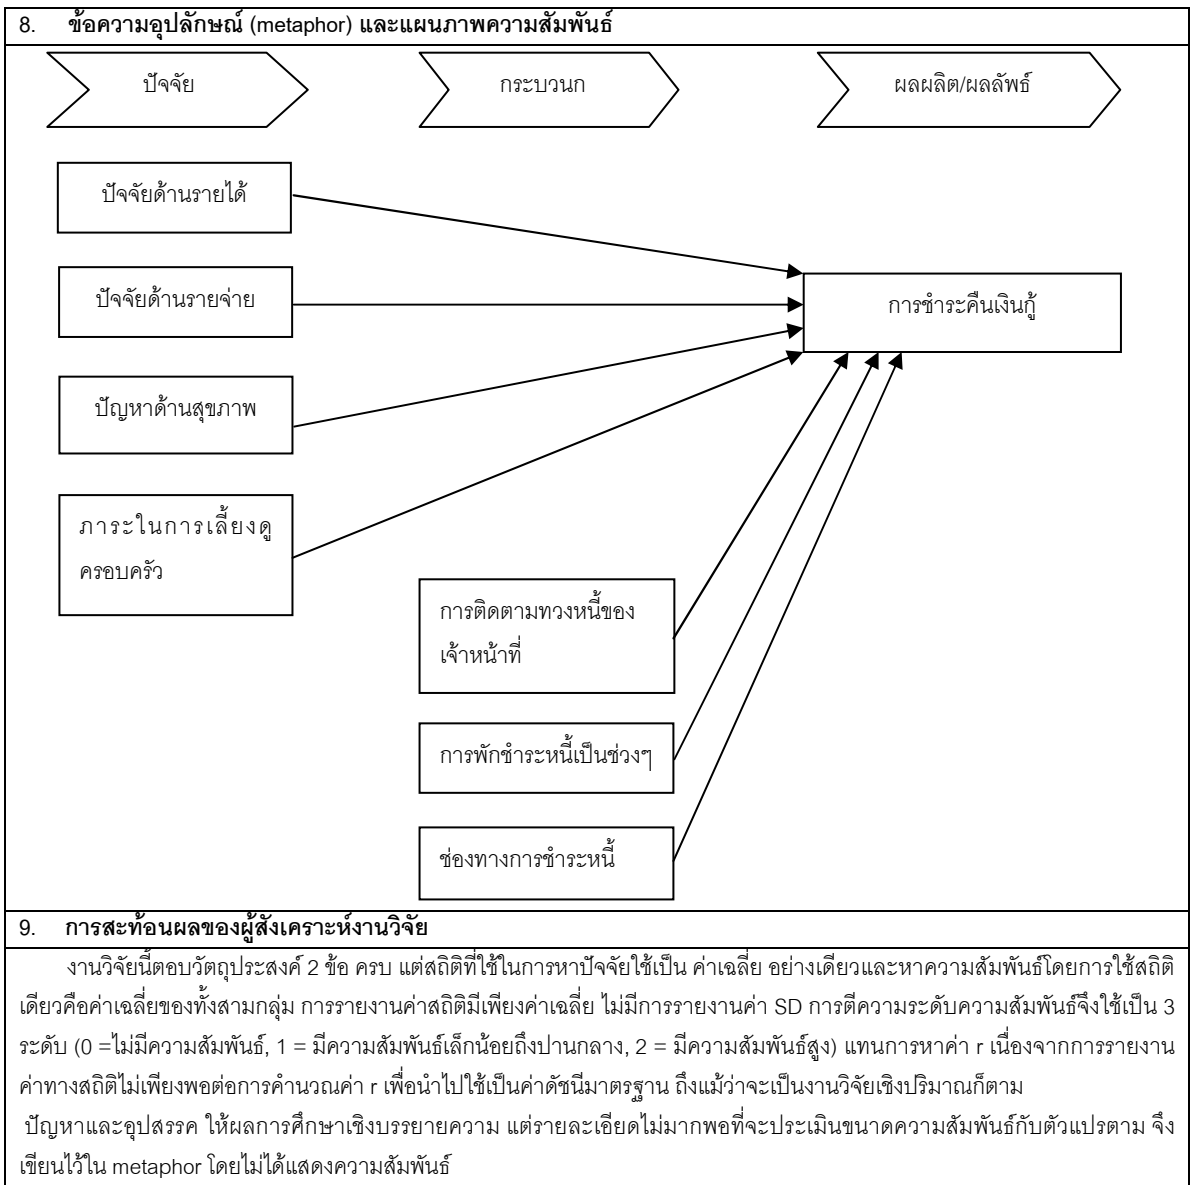 8. ข้อความอุปลักษณ์ (metaphor) และแผนภาพความสัมพันธ์
ปัจจัย
กระบวนก
ผลผลิต/ผลลัพธ์
ปัจจัยด้านรายได้
ปัจจัยด้านรายจ่าย
การชำระคืนเงินกู้
ปัญหาด้านสุขภาพ
ภาระในการเลี้ยงดู
ครอบครัว
การติดตามทวงหนี้ของ
เจ้าหน้าที่
การพักชำระหนี้เป็นช่วงๆ
ช่องทางการชำระหนี้
9. การสะท้อนผลของผู้สังเคราะห์งานวิจัย
งานวิจัยนี้ตอบวัตถุประสงค์ 2 ข้อ ครบ แต่สถิติที่ใช้ในการหาปัจจัยใช้เป็น ค่าเฉลี่ย อย่างเดียวและหาความสัมพันธ์โดยการใช้สถิติ
เดียวคือค่าเฉลี่ยของทั้งสามกลุ่ม การรายงานค่าสถิติมีเพียงค่าเฉลี่ย ไม่มีการรายงานค่า SD การตีความระดับความสัมพันธ์จึงใช้เป็น 3
ระดับ (0 =ไม่มีความสัมพันธ์, 1 = มีความสัมพันธ์เล็กน้อยถึงปานกลาง, 2 = มีความสัมพันธ์สูง) แทนการหาค่า r เนื่องจากการรายงาน
ค่าทางสถิติไม่เพียงพอต่อการคำนวณค่า r เพื่อนำไปใช้เป็นค่าดัชนีมาตรฐาน ถึงแม้ว่าจะเป็นงานวิจัยเชิงปริมาณก็ตาม
ปัญหาและอุปสรรค ให้ผลการศึกษาเชิงบรรยายความ แต่รายละเอียดไม่มากพอที่จะประเมินขนาดความสัมพันธ์กับตัวแปรตาม จึง
เขียนไว้ใน metaphor โดยไม่ได้แสดงความสัมพันธ์